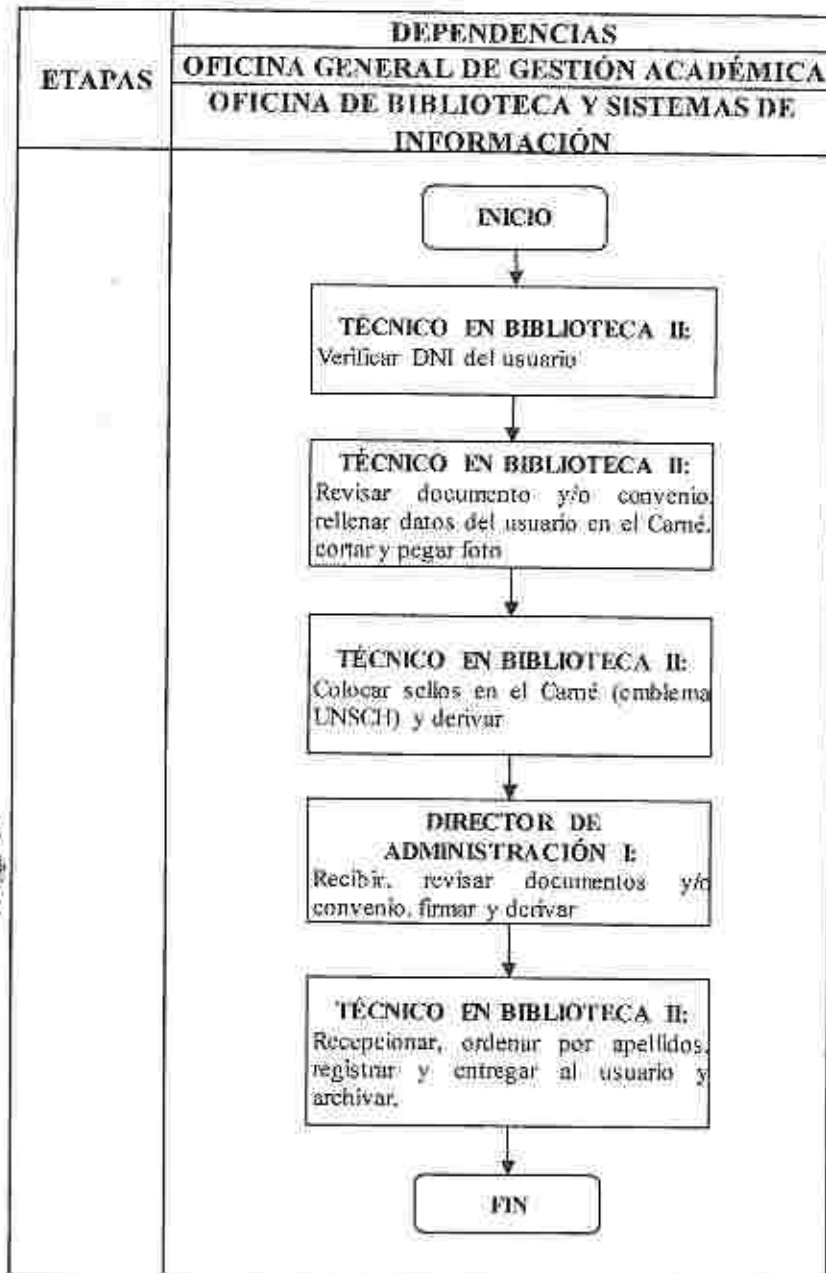 DEPENDENCIAS
ETAPAS
OFICINA GENERAL DE GESTIÓN ACADÉMICA
OFICINA DE BIBLIOTECA Y SISTEMAS DE
INFORMACIÓN
INICIO
TÉCNICO EN BIBLIOTECA II:
Verificar DNI del usuario
TÉCNICO EN BIBLIOTECA II:
Revisar documento y/o convenio,
rellenar datos del usuario en el Carné,
cortar y pegar foto
TÉCNICO EN BIBLIOTECA II:
Colocar sellos en el Carné (emblema
UNSCH) y derivar
DIRECTOR DE
ADMINISTRACIÓN I:
Recibir, revisar documentos y/o
convenio, firmar y derivar
TÉCNICO EN BIBLIOTECA II:
Recepcionar, ordenar por apellidos,
registrar y entregar al usuario y
archivar.
FIN